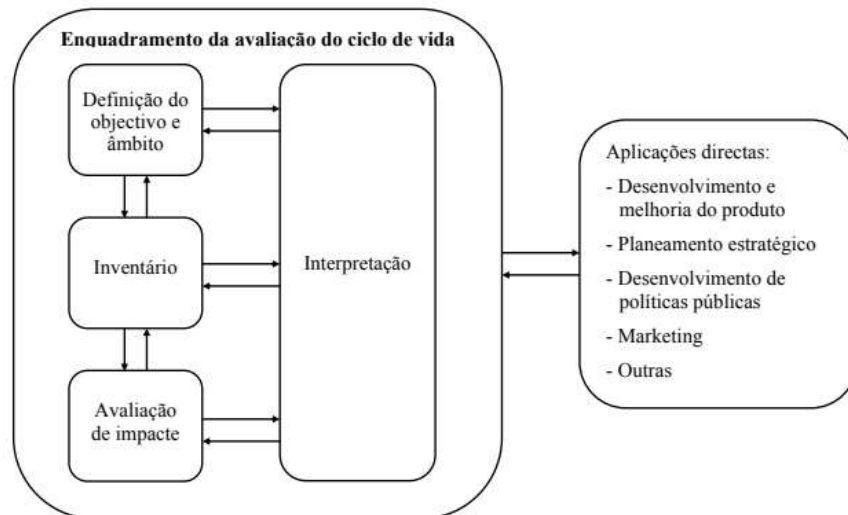 Enquadramento da avaliação do ciclo de vida
Definição do
objectivo e
âmbito
Inventário
Avaliação
de impacte
Interpretação
Aplicações directas:
- Desenvolvimento e
melhoria do produto
- Planeamento estratégico
- Desenvolvimento de
políticas públicas
- Marketing
- Outras